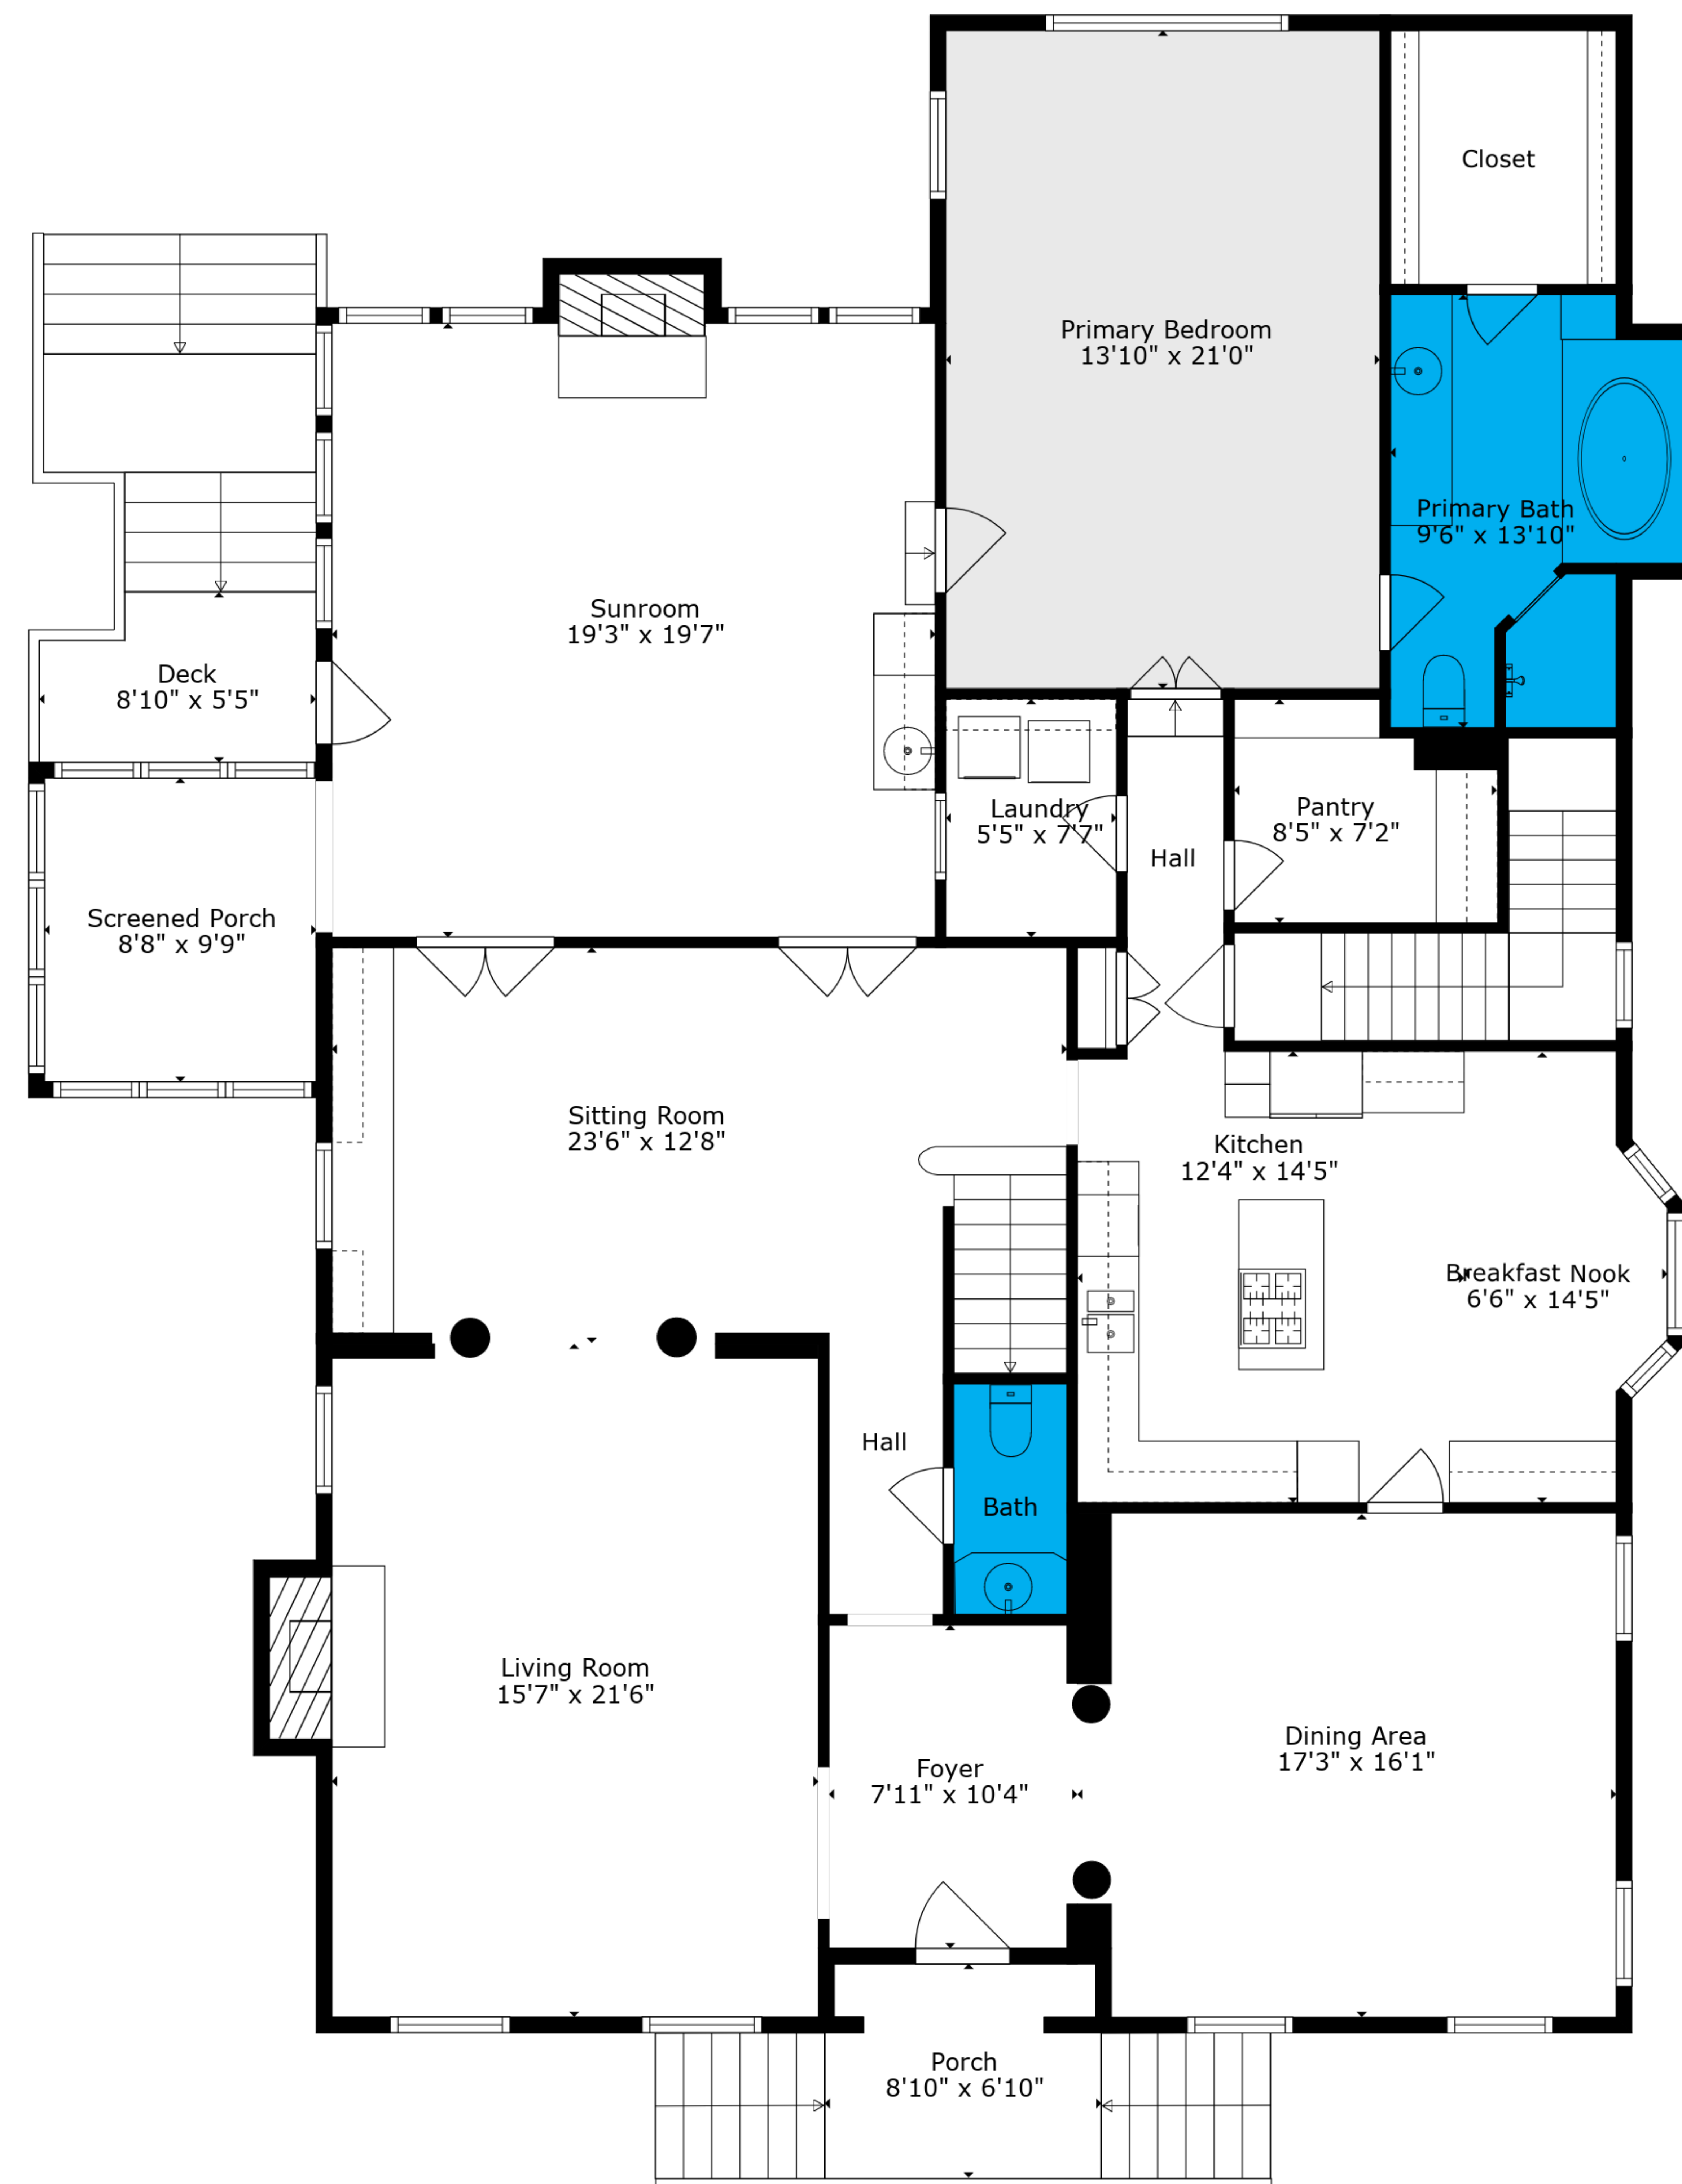 Closet
Primary Bedroom
13'10" x 21'0"
Primary Bath
9'6" x 13'10"
Sunroom
19'3" x 19'7"
Deck
8'10" x 5'5"
Laundry
5'5" x 7'7"
Hall
Pantry
8'5" x 7'2"
Screened Porch
8'8" x 9'9"
Sitting Room
23'6" x 12'8"
Kitchen
12'4" x 14'5"
Breakfast Nook
6'6" x 14'5"
Hall
Bath
Living Room
15'7" x 21'6"
Foyer
7'11" x 10'4"
Dining Area
17'3" x 16'1"
Porch
8'10" x 6'10"